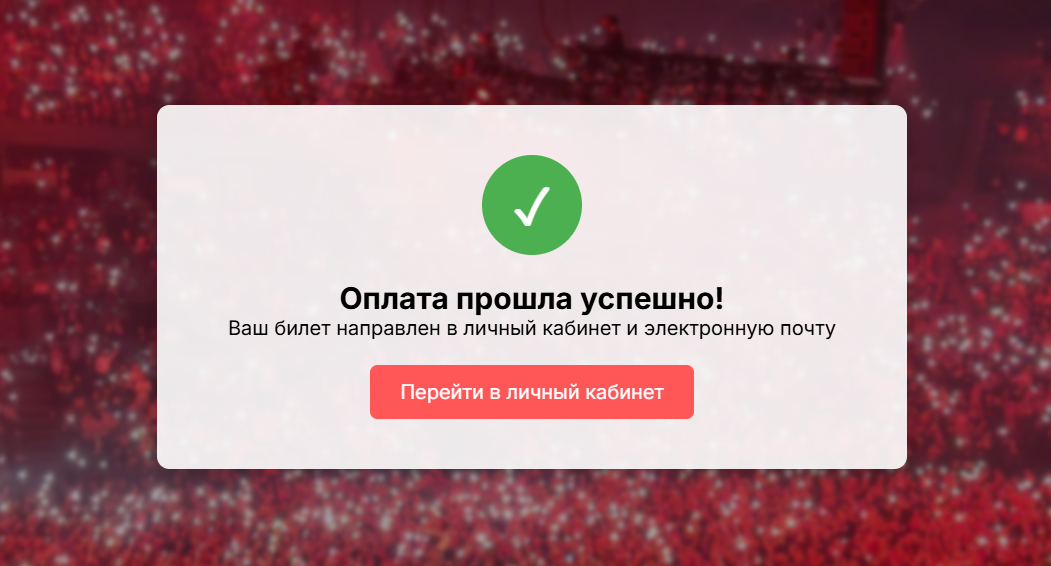 Оплата прошла успешно!
Ваш билет направлен в личный кабинет и электронную почту
Перейти в личный кабинет